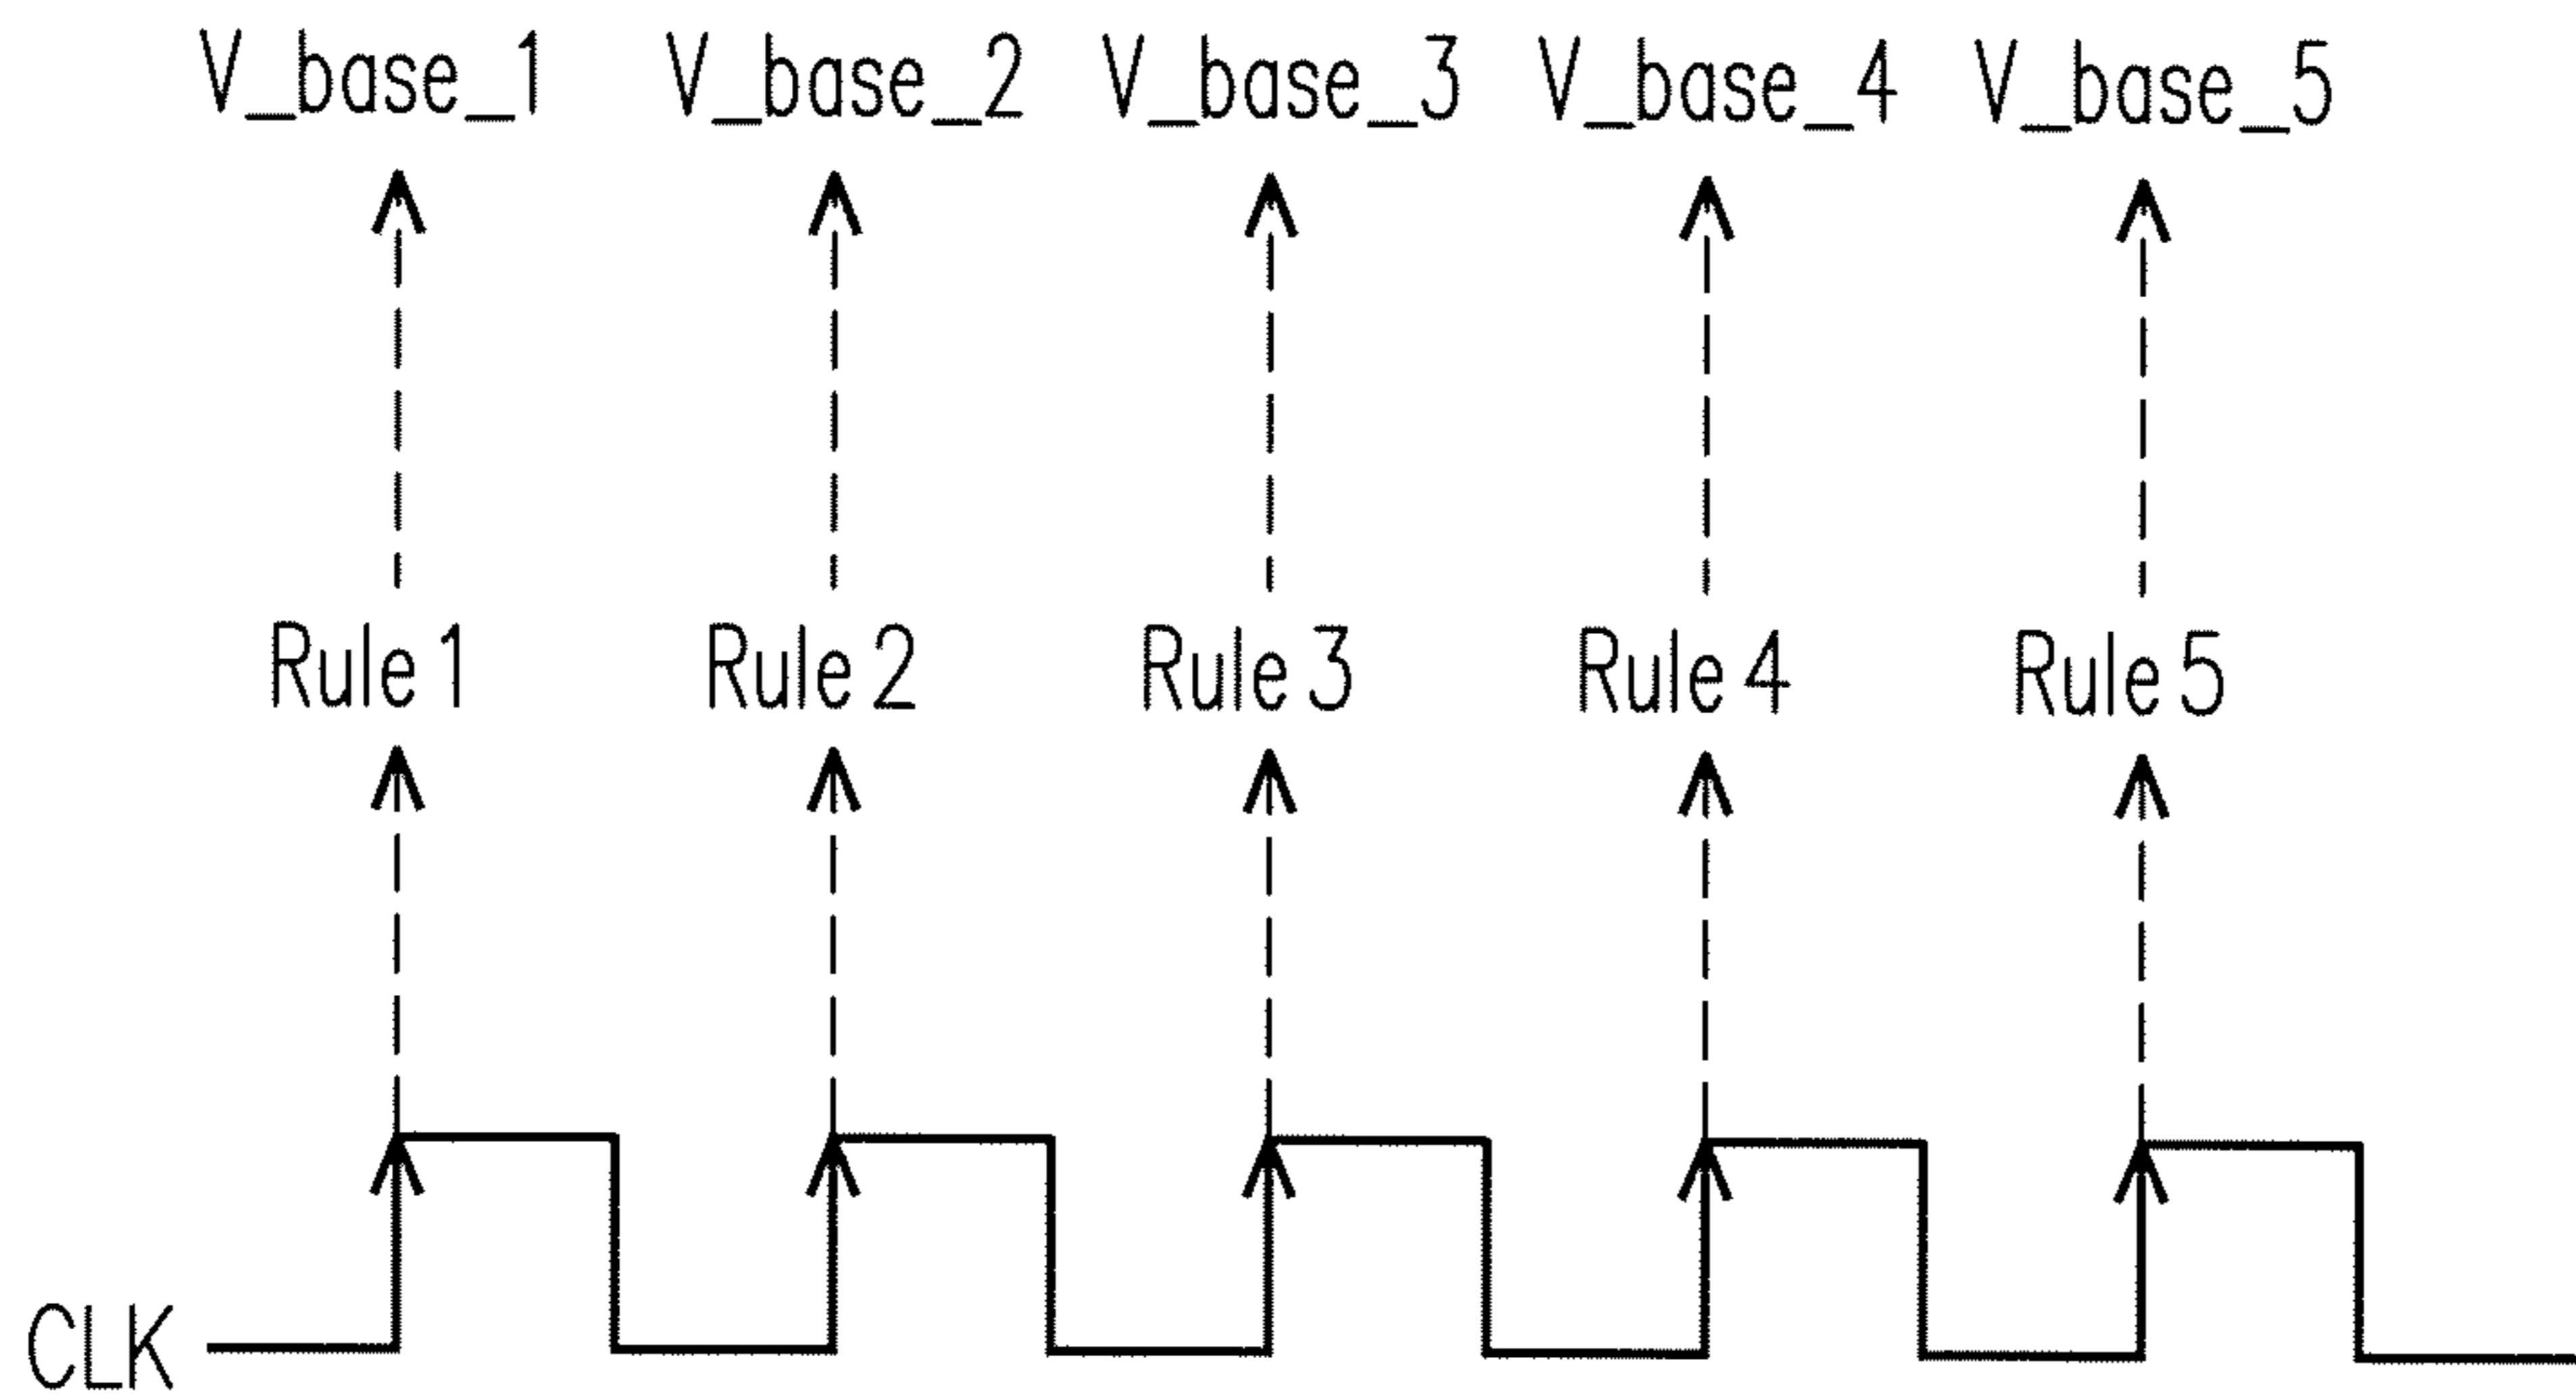 V_base_1 V_base_2 V_base_3 V_base_4 V_base_5
Rule 1 Rule 2 Rule 3 Rule 4 Rule 5
CLK